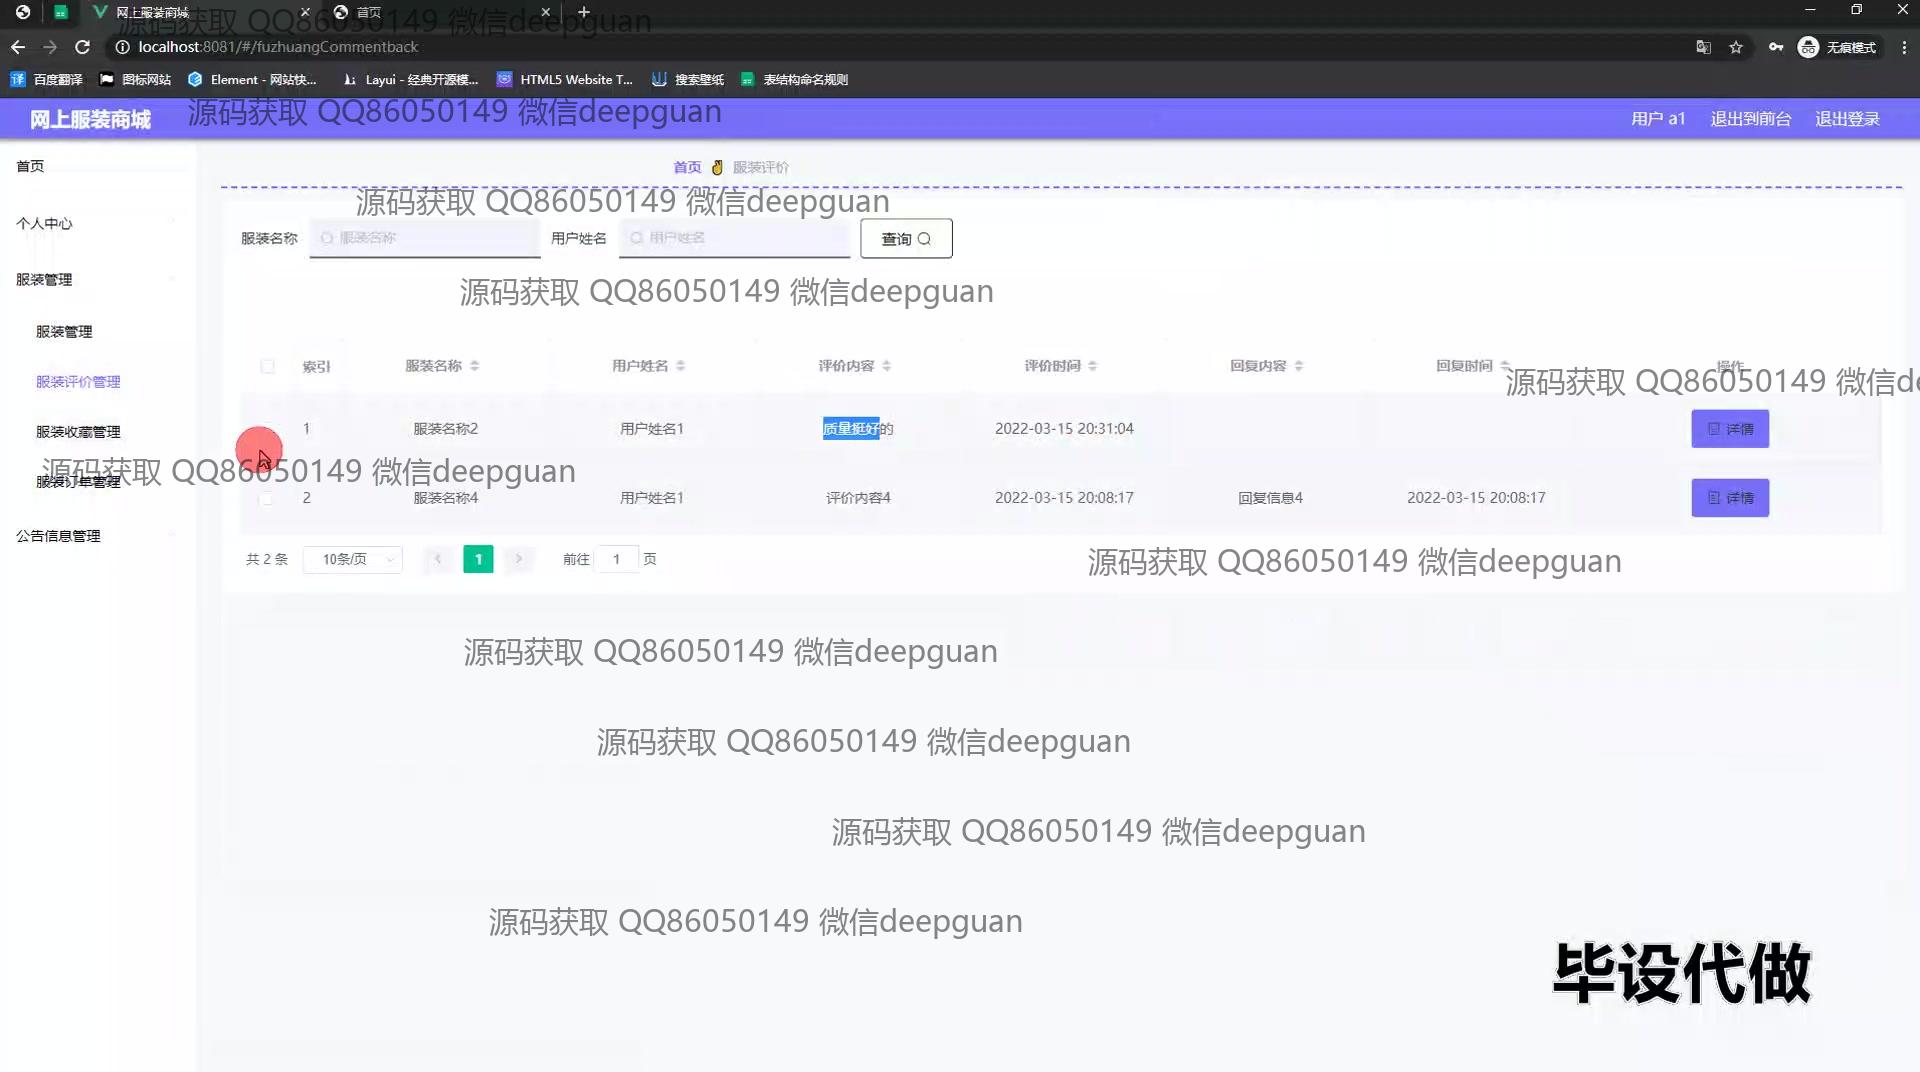 网上服装商城
首页
源码获取 QQ86050149 微信deepguan
localhost:8081/#/fuzhuangCommentback
无痕模式
百度翻译
图标网站
Element - 网站快...
Layui - 经典开源模...
HTML5 Website T...
搜索壁纸
表结构命名规则
网上服装商城
源码获取 QQ86050149 微信deepguan
用户 a1
退出到前台
退出登录
首页
个人中心
服装管理
服装管理
服装评价管理
服装收藏管理
服装订单管理
公告信息管理
首页 服装评价
源码获取 QQ86050149 微信deepguan
服装名称 服装名称 用户姓名 用户姓名 查询
源码获取 QQ86050149 微信deepguan
索引 服装名称 用户姓名 评价内容 评价时间 回复内容 回复时间 操作
源码获取 QQ86050149 微信de
1 服装名称2 用户姓名1 质量挺好的 2022-03-15 20:31:04 详情
源码获取 QQ86050149 微信deepguan
2 服装名称4 用户姓名1 评价内容4 2022-03-15 20:08:17 回复信息4 2022-03-15 20:08:17 详情
共 2 条 10条/页 1 前往 1 页
源码获取 QQ86050149 微信deepguan
源码获取 QQ86050149 微信deepguan
源码获取 QQ86050149 微信deepguan
源码获取 QQ86050149 微信deepguan
源码获取 QQ86050149 微信deepguan
毕设代做